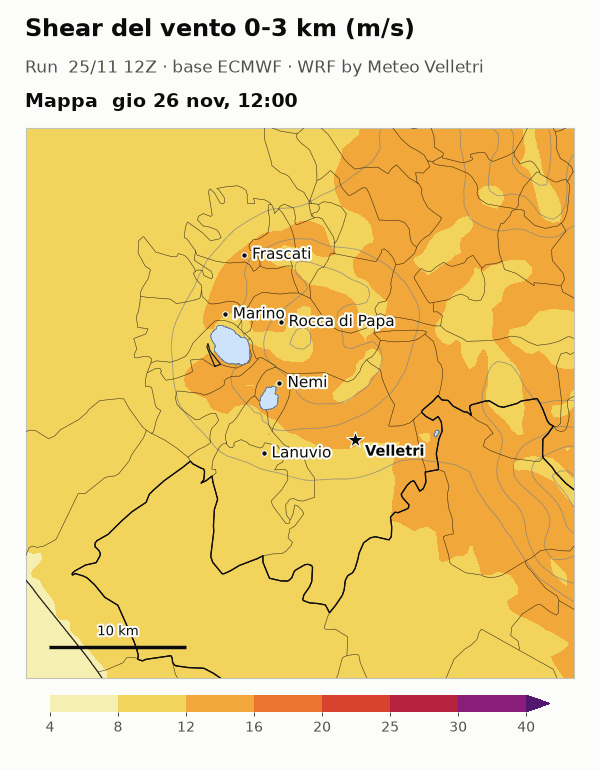 Shear del vento 0-3 km (m/s)
Run  25/11 12Z · base ECMWF · WRF by Meteo Velletri
Mappa  gio 26 nov, 12:00
Frascati
Marino
Rocca di Papa
Nemi
Lanuvio
Velletri
10 km
4 8 12 16 20 25 30 40